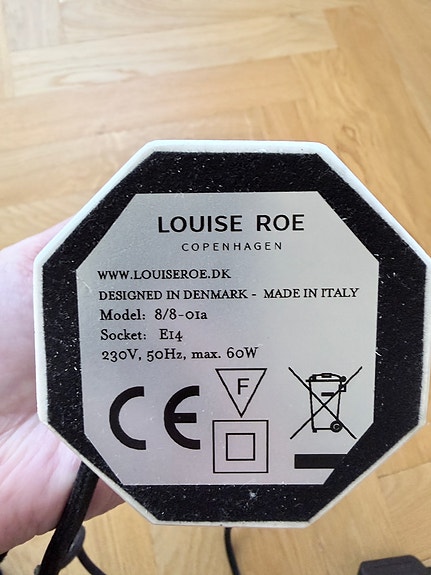 LOUISE ROE
COPENHAGEN
WWW.LOUISEROE.DK
DESIGNED IN DENMARK - MADE IN ITALY
Model: 8/8-01a
Socket: E14
230V, 50Hz, max. 60W
CE
F